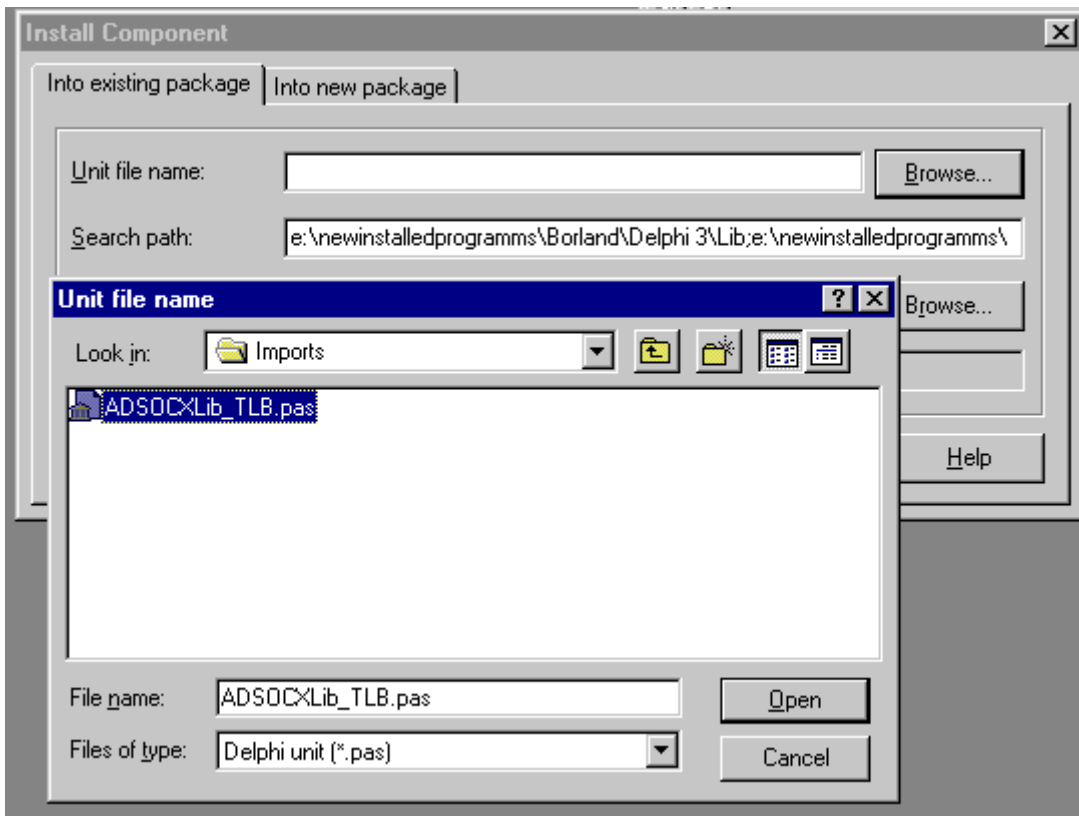 Install Component
Into existing package
Into new package
Unit file name:
Browse...
Search path:
e:\newinstalledprogramms\Borland\Delphi 3\Lib;e:\newinstalledprogramms\
Browse...
Help
Unit file name
Look in:
Imports
ADSOCXLib_TLB.pas
File name:
ADSOCXLib_TLB.pas
Open
Files of type:
Delphi unit (*.pas)
Cancel